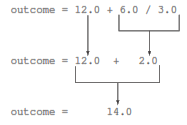 outcome = 12.0 + 6.0 / 3.0
outcome = 12.0 + 2.0
outcome = 14.0